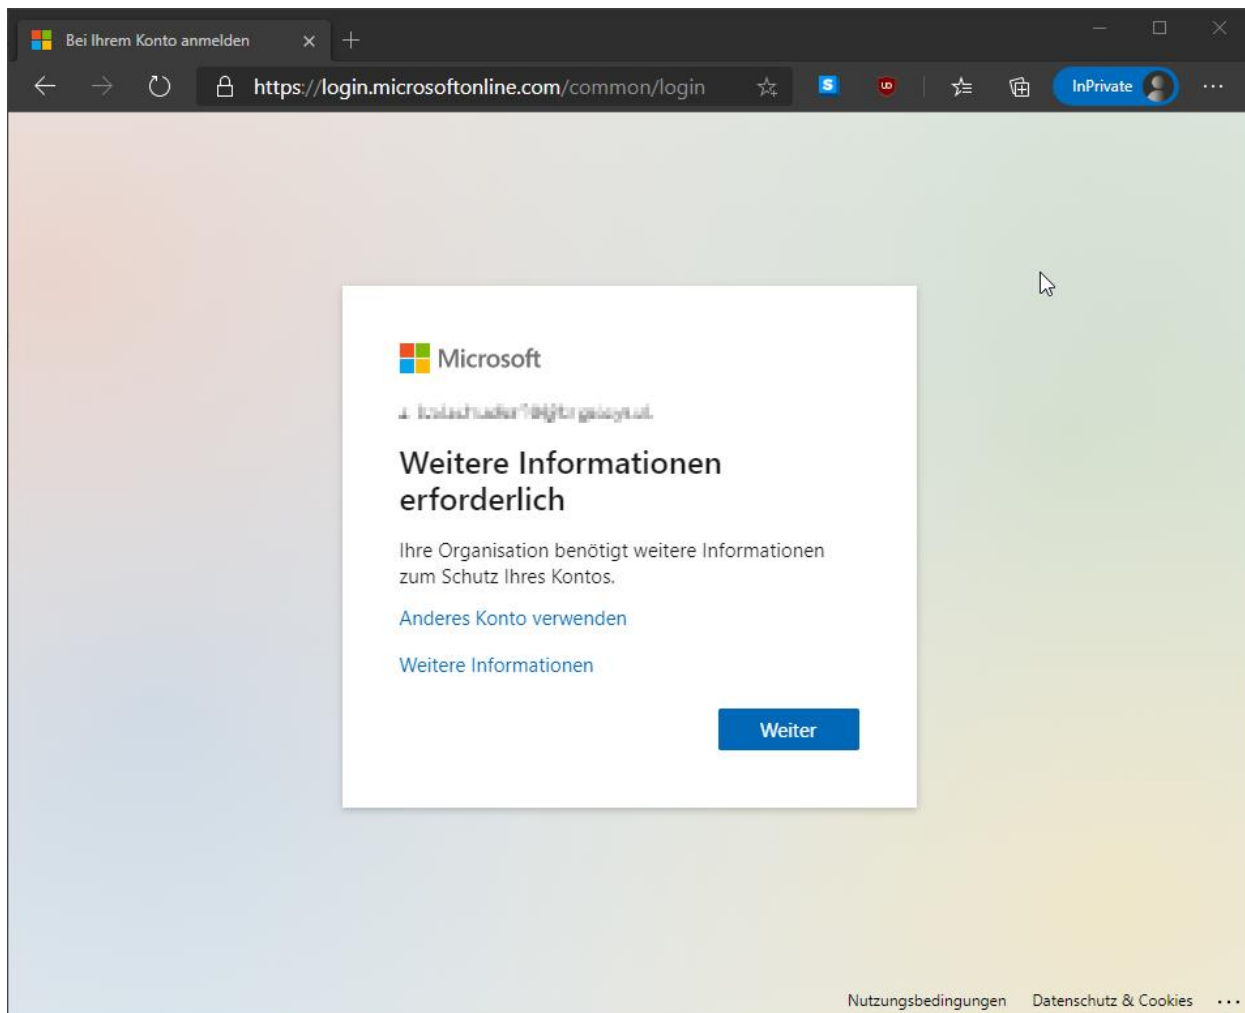 Bei Ihrem Konto anmelden
https://login.microsoftonline.com/common/login
S
UD
InPrivate
Microsoft
Weitere Informationen
erforderlich
Ihre Organisation benötigt weitere Informationen
zum Schutz Ihres Kontos.
Anderes Konto verwenden
Weitere Informationen
Weiter
Nutzungsbedingungen Datenschutz & Cookies ...